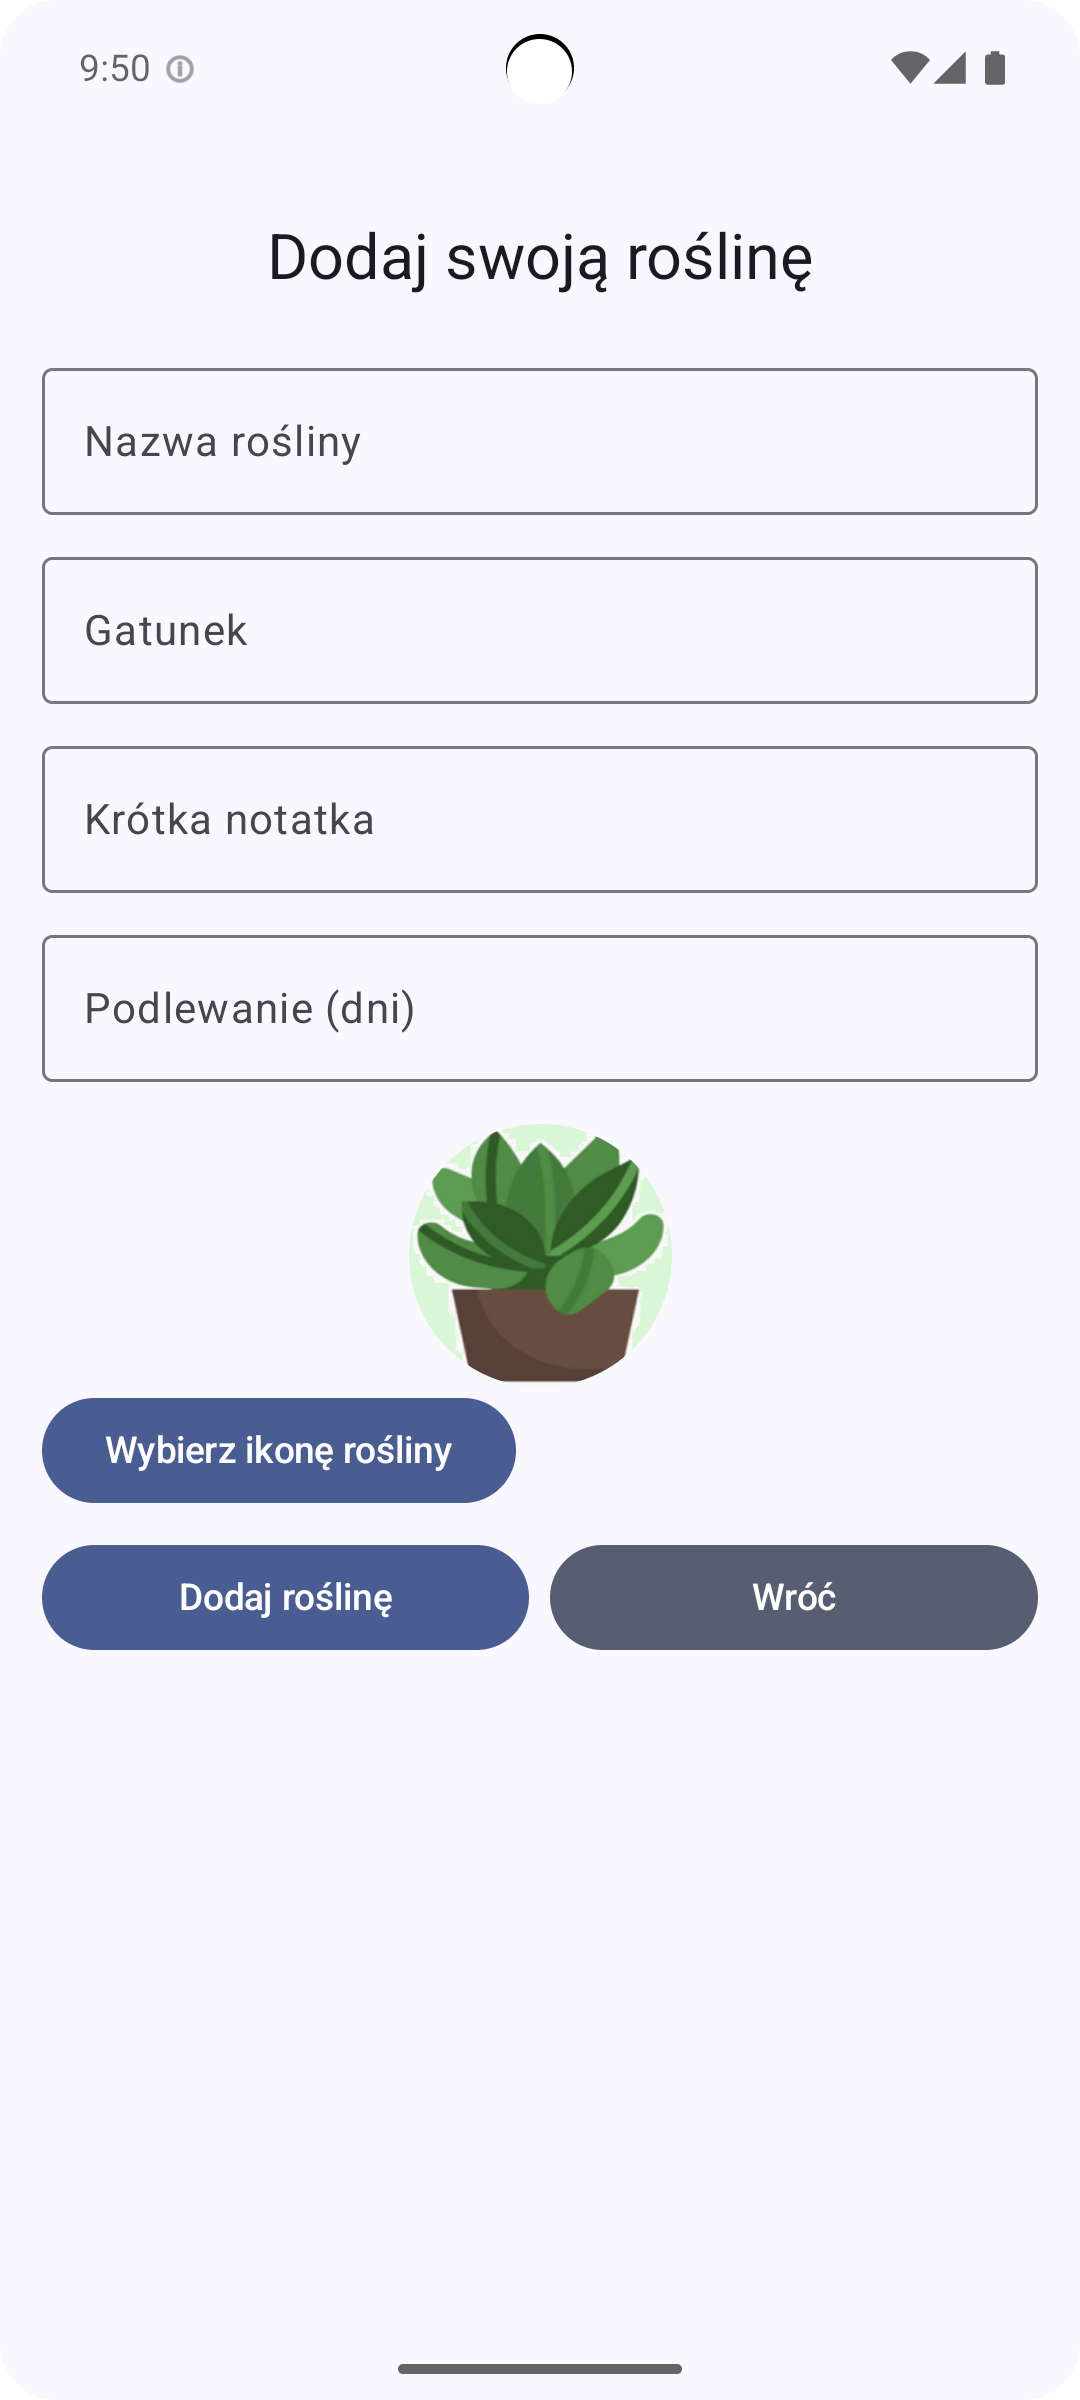 9:50
Dodaj swoją roślinę
Nazwa rośliny
Gatunek
Krótka notatka
Podlewanie (dni)
Wybierz ikonę rośliny
Dodaj roślinę
Wróć